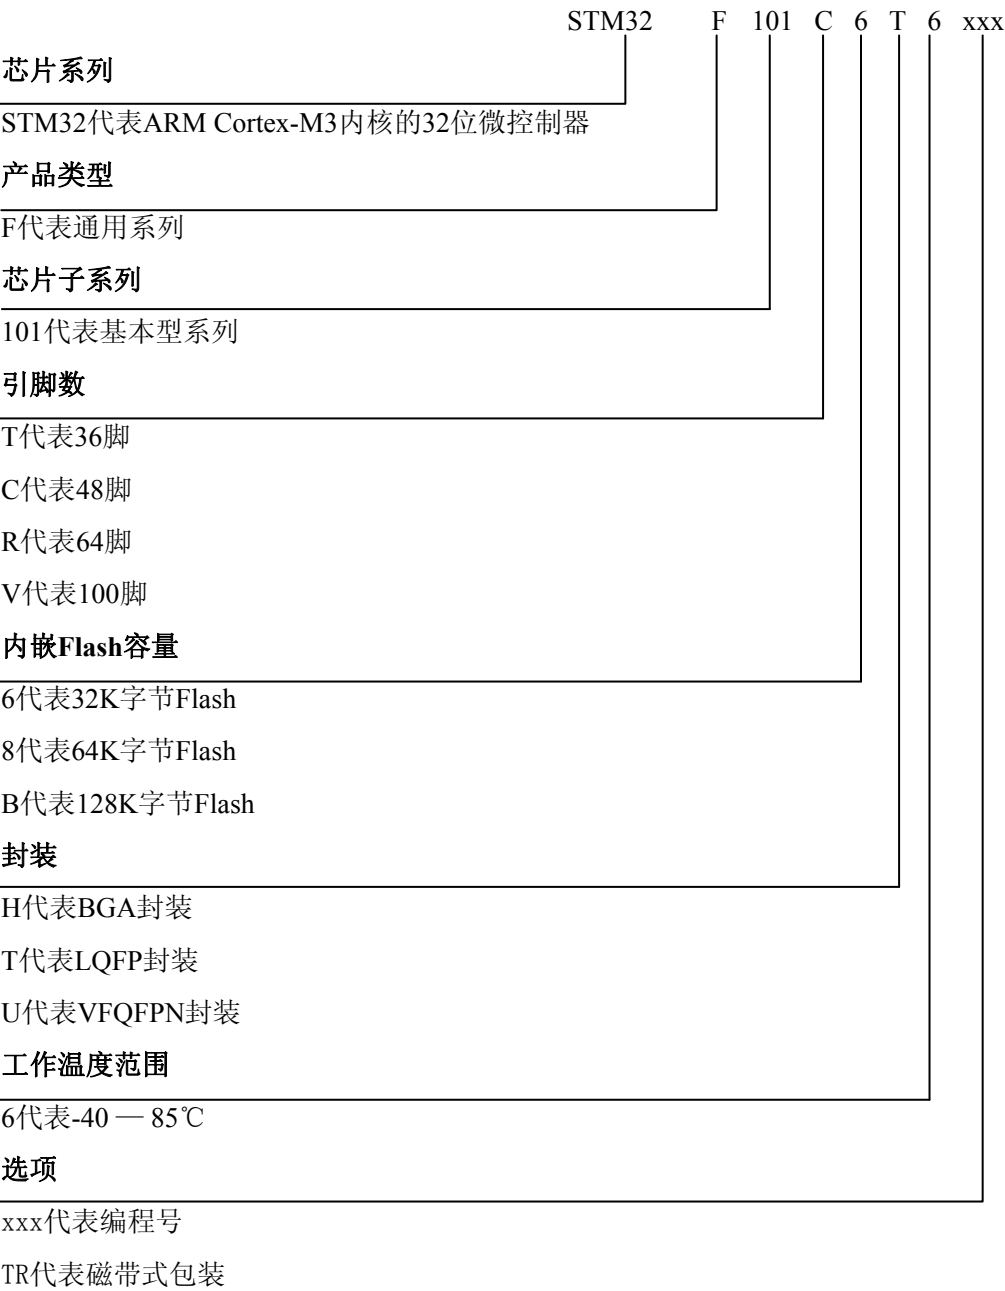 STM32 F 101 C 6 T 6 xxx
芯片系列
STM32代表ARM Cortex-M3内核的32位微控制器
产品类型
F代表通用系列
芯片子系列
101代表基本型系列
引脚数
T代表36脚
C代表48脚
R代表64脚
V代表100脚
内嵌Flash容量
6代表32K字节Flash
8代表64K字节Flash
B代表128K字节Flash
封装
H代表BGA封装
T代表LQFP封装
U代表VFQFPN封装
工作温度范围
6代表-40 — 85℃
选项
xxx代表编程号
TR代表磁带式包装